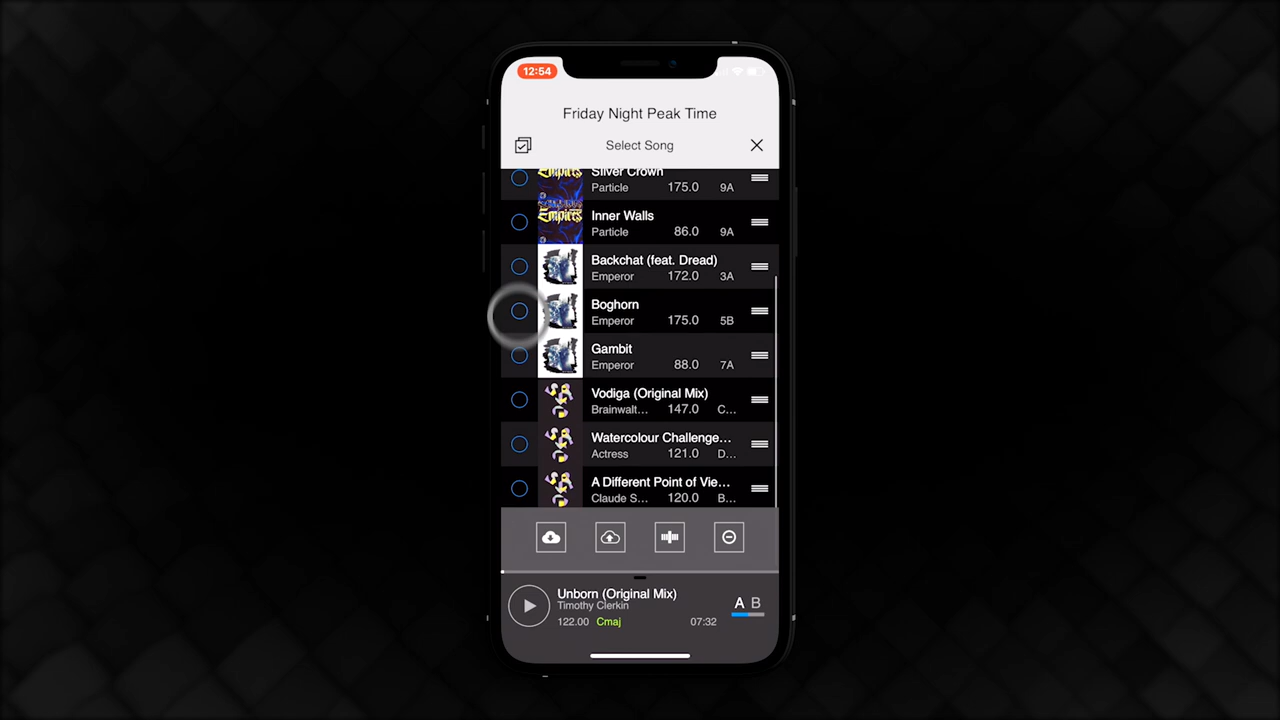 12:54
Friday Night Peak Time
Select Song
Empires
Silver Crown
Particle 175.0 9A
Empires
Inner Walls
Particle 86.0 9A
Backchat (feat. Dread)
Emperor 172.0 3A
Boghorn
Emperor 175.0 5B
Gambit
Emperor 88.0 7A
Vodiga (Original Mix)
Brainwalt... 147.0 C...
Watercolour Challenge...
Actress 121.0 D...
A Different Point of Vie...
Claude S... 120.0 B...
Unborn (Original Mix)
Timothy Clerkin
122.00 Cmaj 07:32
A B